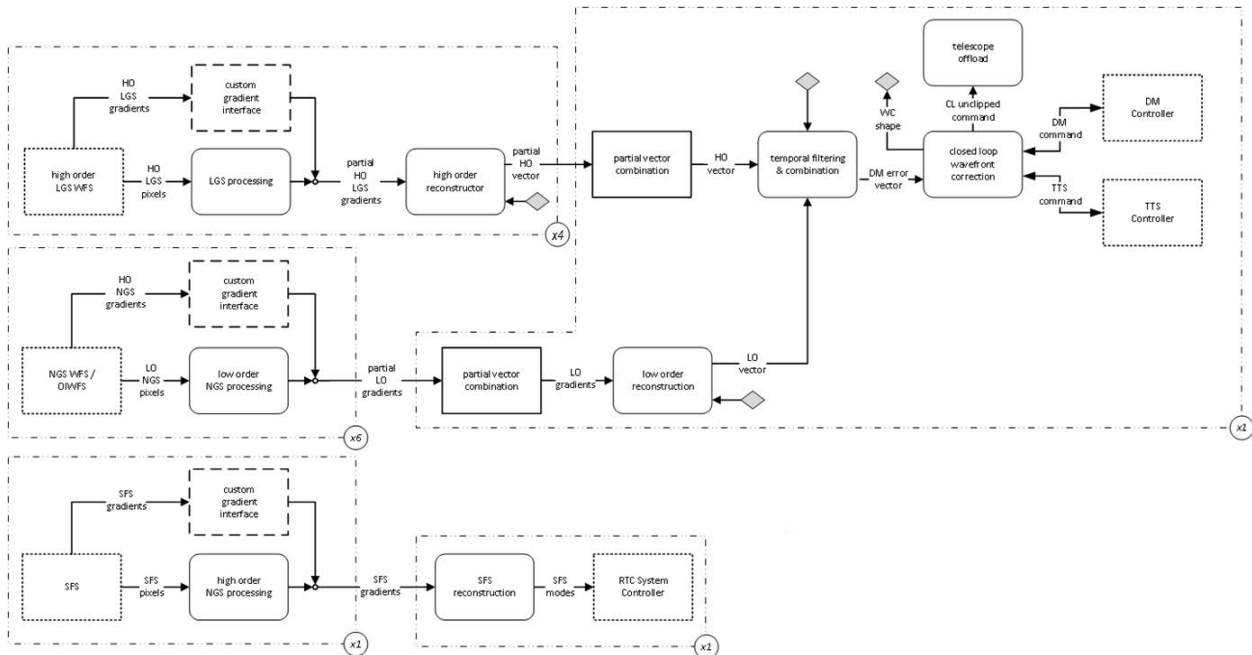 HO
LGS
gradients
custom
gradient
interface
high order
LGS WFS
HO
LGS
pixels
LGS processing
partial
HO
LGS
gradients
high order
reconstructor
partial
HO
vector
x4
partial vector
combination
HO
vector
temporal filtering
& combination
DM error
vector
WC
shape
CL unclipped
command
telescope
offload
closed loop
wavefront
correction
DM
command
DM
Controller
TTS
command
TTS
Controller
HO
NGS
gradients
custom
gradient
interface
NGS WFS /
OIWFS
LO
NGS
pixels
low order
NGS processing
x6
partial
LO
gradients
partial vector
combination
LO
gradients
low order
reconstruction
LO
vector
x1
SFS
gradients
custom
gradient
interface
SFS
SFS
pixels
high order
NGS processing
x1
SFS
gradients
SFS
reconstruction
SFS
modes
RTC System
Controller
x1